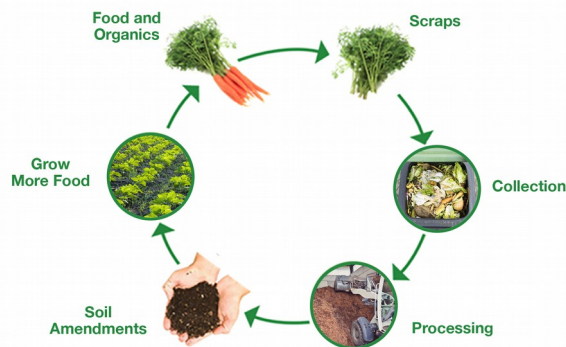 Food and
Organics
Scraps
Collection
Processing
Soil
Amendments
Grow
More Food